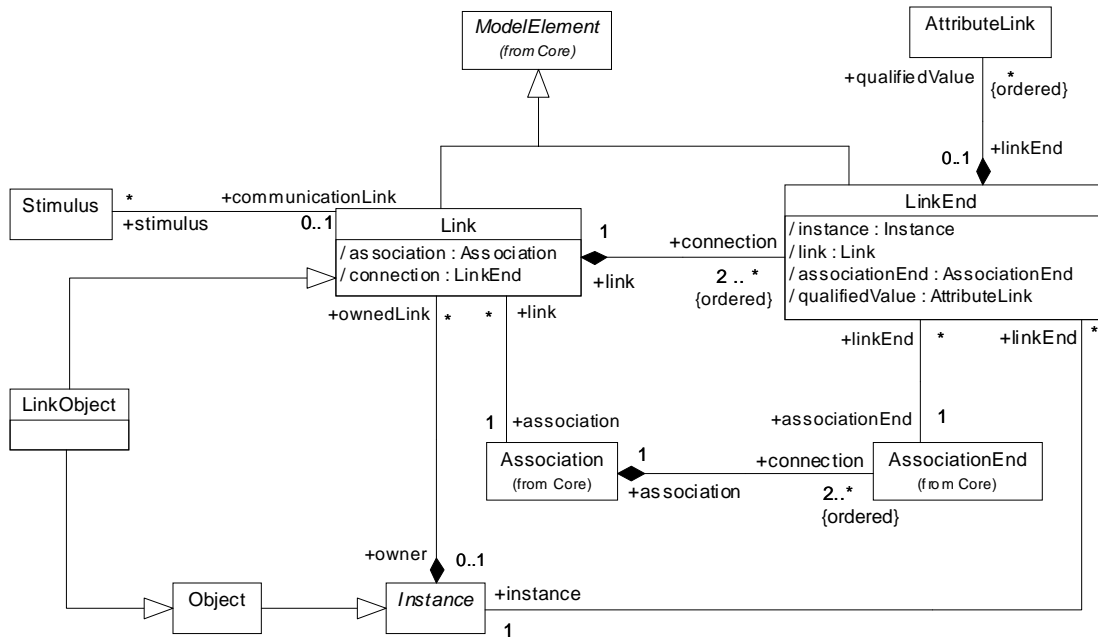 ModelElement
(from Core)
AttributeLink
+qualifiedValue
*
{ordered}
0..1
+linkEnd
Stimulus
*
+stimulus
+communicationLink
0..1
Link
/ association : Association
/ connection : LinkEnd
1
+link
+connection
2 .. *
{ordered}
LinkEnd
/ instance : Instance
/ link : Link
/ associationEnd : AssociationEnd
/ qualifiedValue : AttributeLink
+ownedLink
*
*
+link
+linkEnd
*
+linkEnd
*
LinkObject
1
+association
+associationEnd
1
Association
(from Core)
1
+association
+connection
2..*
{ordered}
AssociationEnd
(from Core)
+owner
0..1
Object
Instance
+instance
1